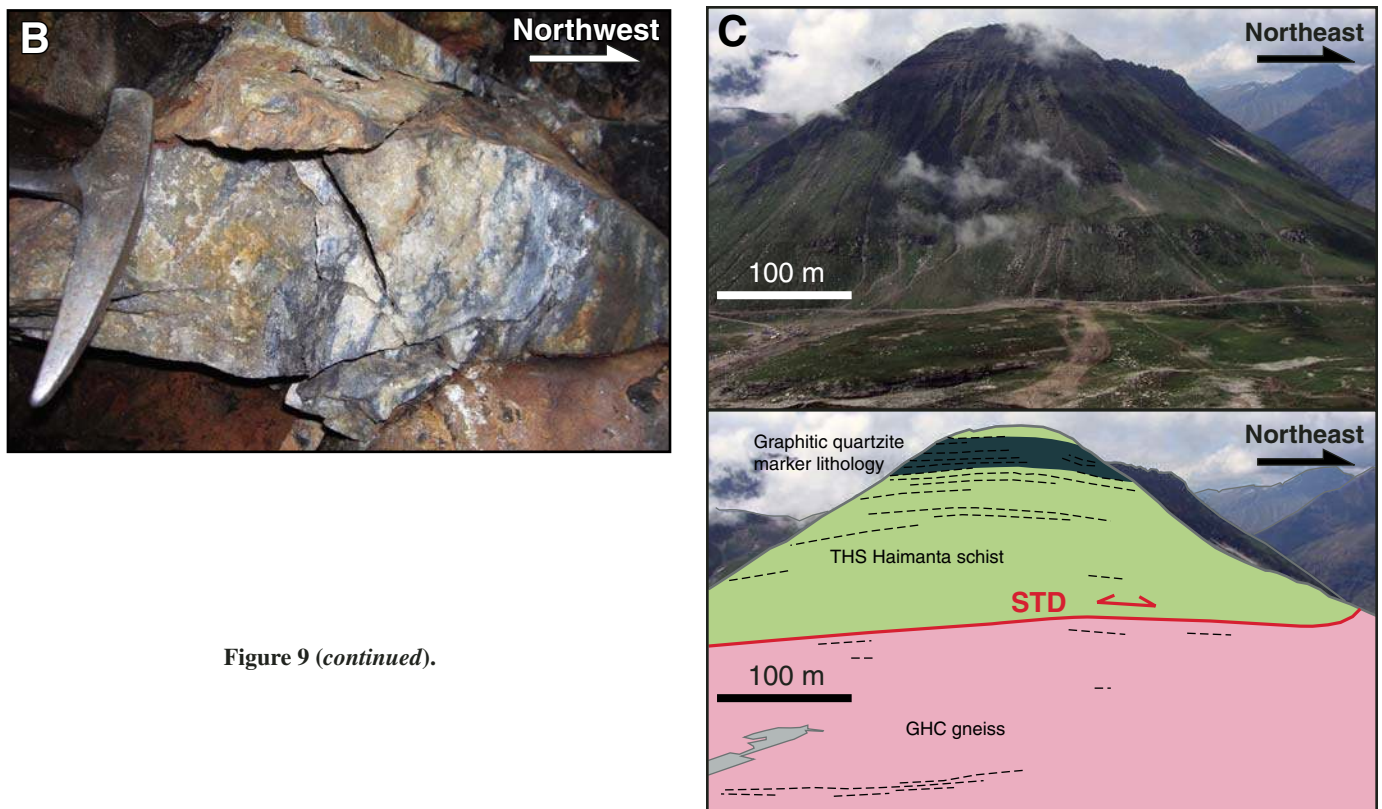 B
Northwest
Figure 9 (continued).
C
Northeast
100 m
Graphitic quartzite
marker lithology
Northeast
THS Haimanta schist
STD
100 m
GHC gneiss